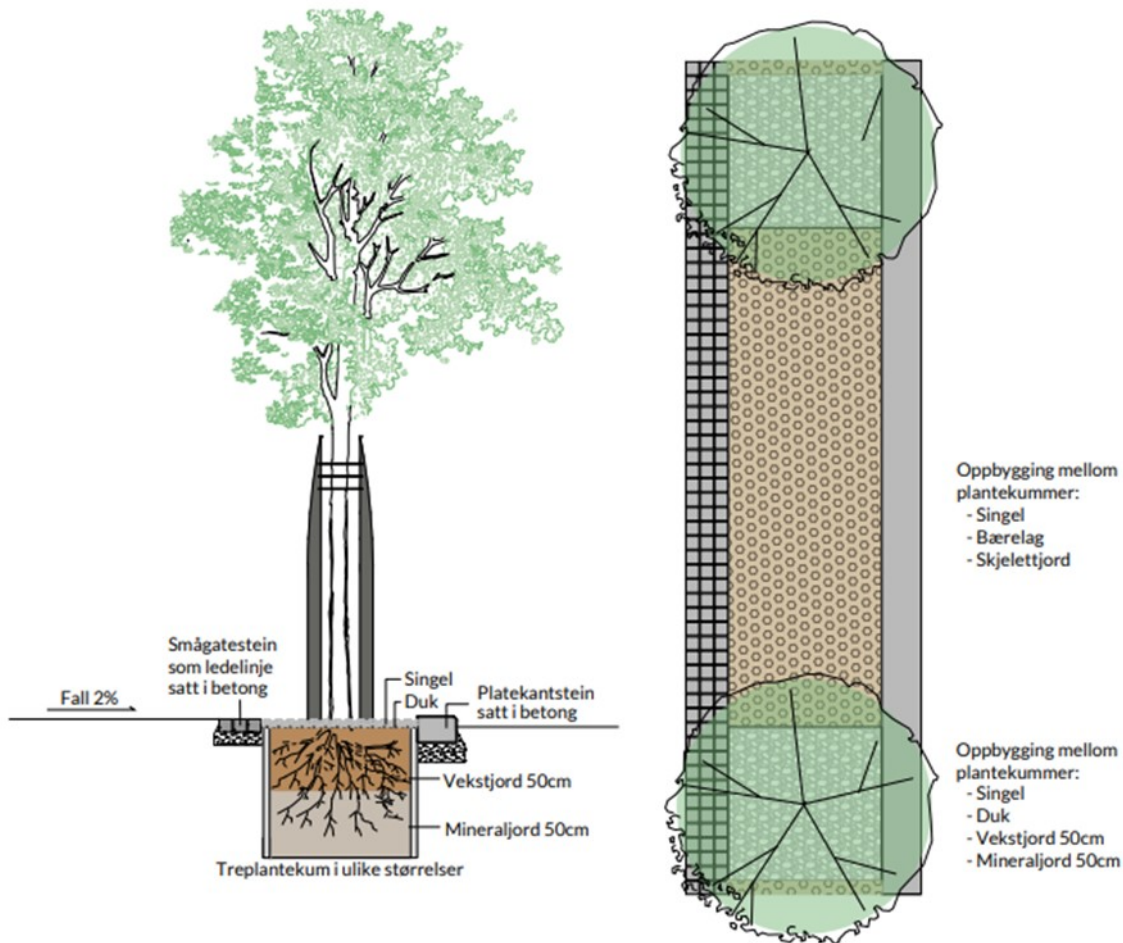 Smågatestein
som ledelinje
satt i betong
Fall 2%
Singel
Duk
Platekantstein
satt i betong
Vekstjord 50cm
Mineraljord 50cm
Treplantekum i ulike størrelser
Oppbygging mellom
plantekummer:
- Singel
- Bærelag
- Skjelettjord
Oppbygging mellom
plantekummer:
- Singel
- Duk
- Vekstjord 50cm
- Mineraljord 50cm